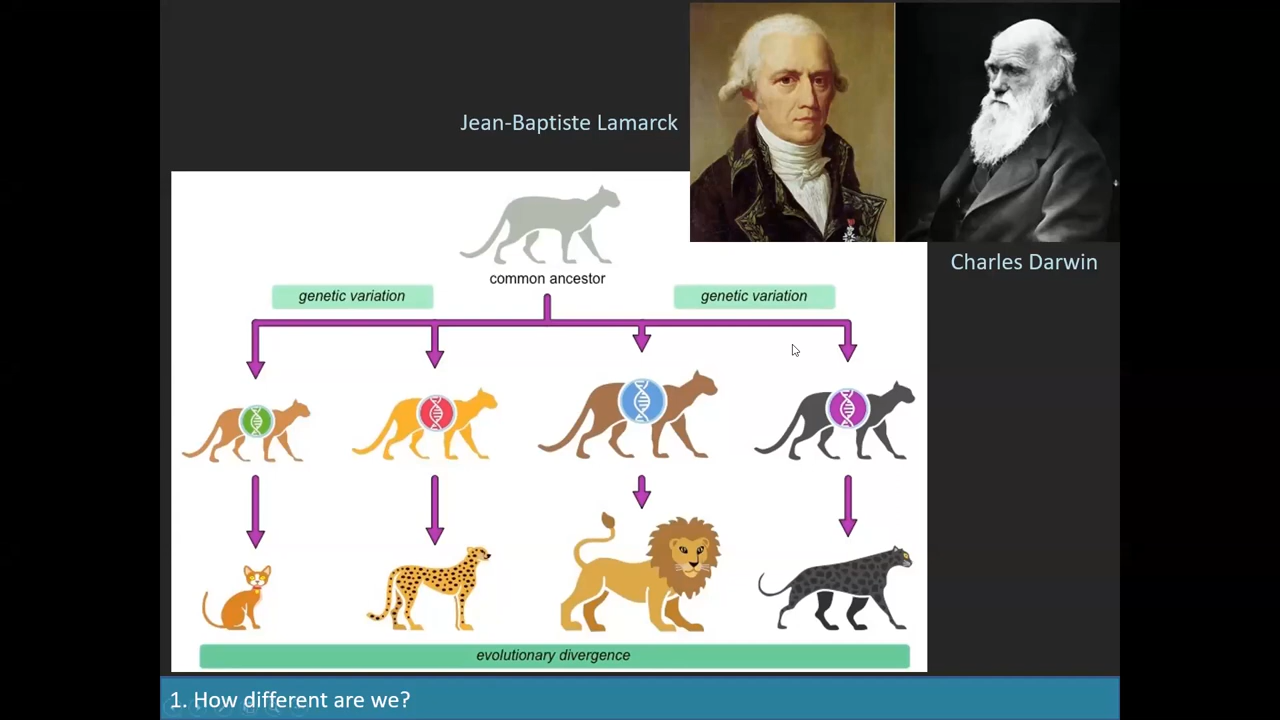 Jean-Baptiste Lamarck
Charles Darwin
common ancestor
genetic variation
genetic variation
evolutionary divergence
1. How different are we?